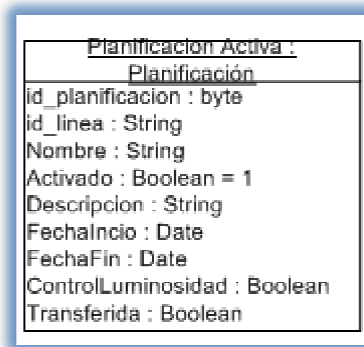 Planificacion Activa :
Planificación
id_planificacion : byte
id_linea : String
Nombre : String
Activado : Boolean = 1
Descripcion : String
FechaIncio : Date
FechaFin : Date
ControlLuminosidad : Boolean
Transferida : Boolean